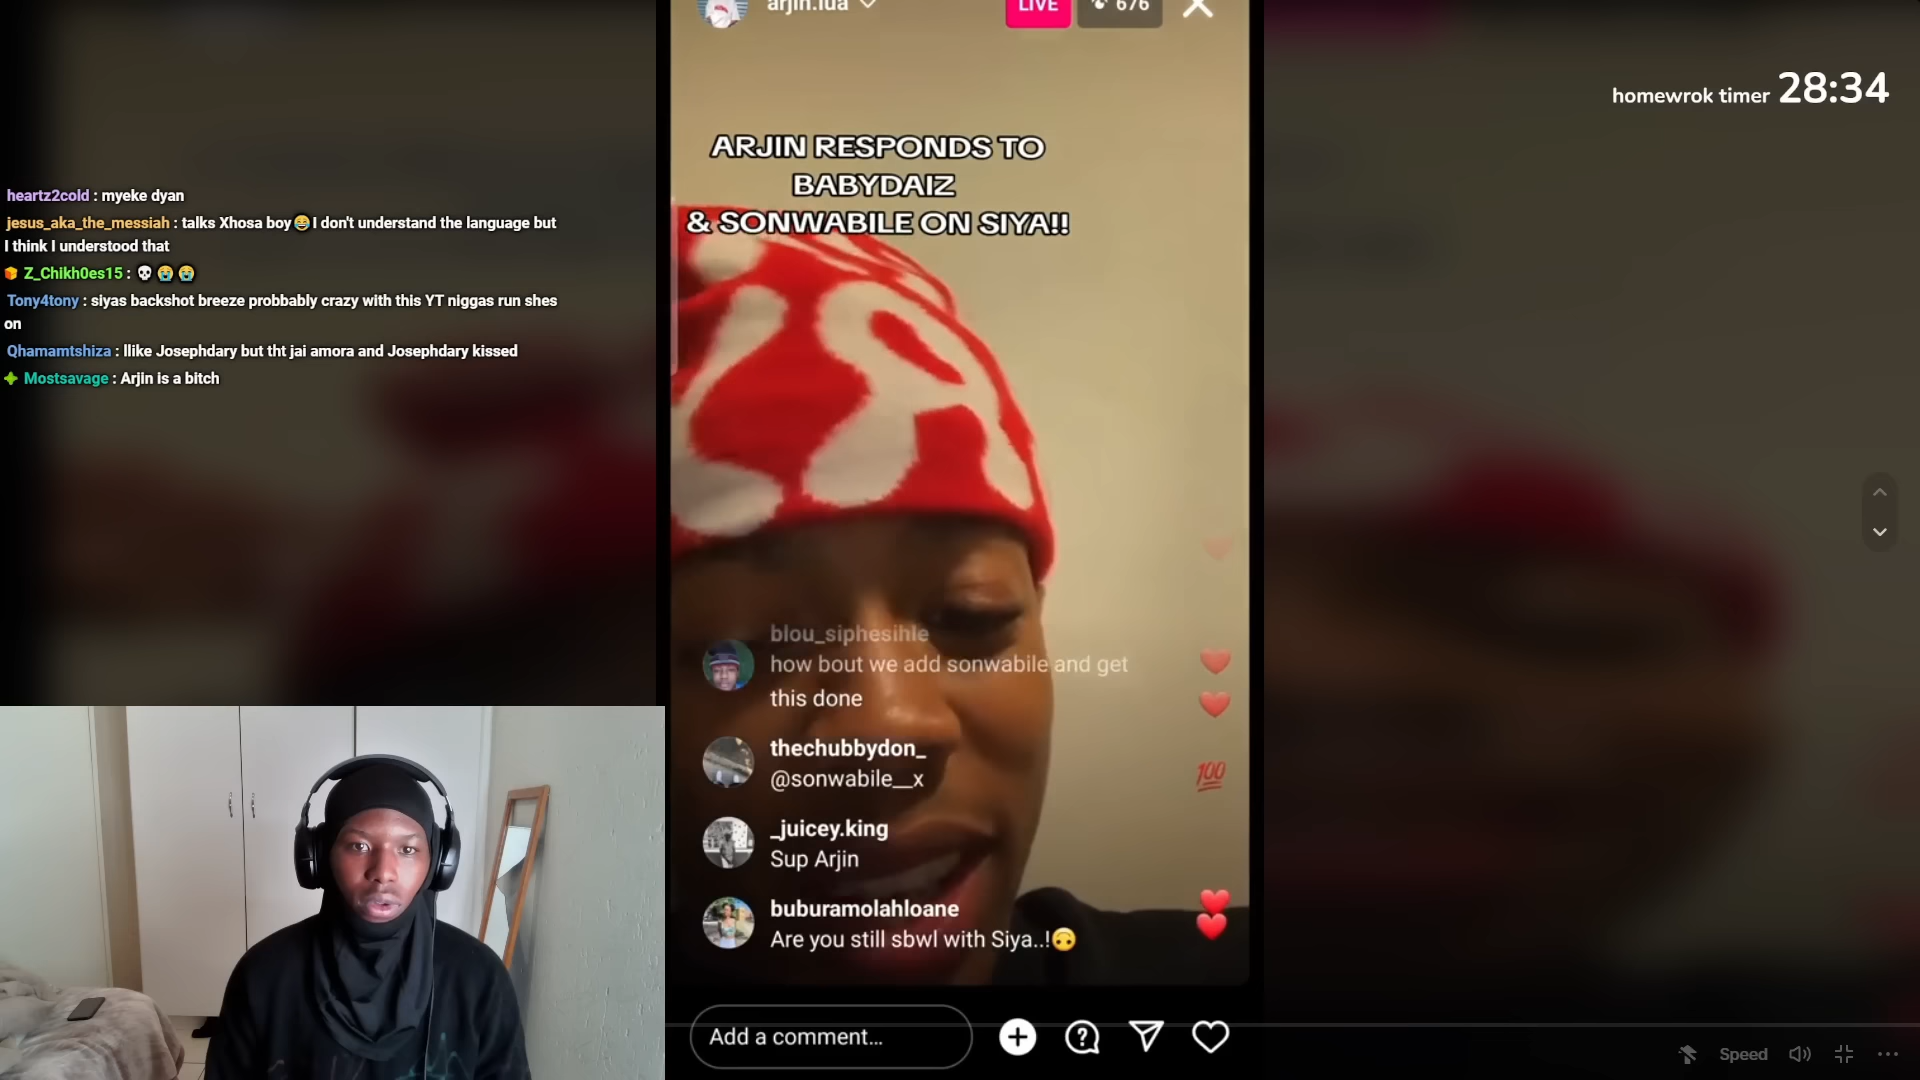 arjin.lua
LIVE
676
homewrok timer 28:34
ARJIN RESPONDS TO
BABYDAIZ
& SONWABILE ON SIYA!!
heartz2cold : myeke dyan
jesus_aka_the_messiah : talks Xhosa boy😂I don't understand the language but
I think I understood that
Z_Chikh0es15 : 💀😭😭
Tony4tony : siyas backshot breeze probbably crazy with this YT niggas run shes
on
Qhamamtshiza : llike Josephdary but tht jai amora and Josephdary kissed
Mostsavage : Arjin is a bitch
blou_siphesihle
how bout we add sonwabile and get
this done
thechubbydon_
@sonwabile__x
100
_juicey.king
Sup Arjin
buburamolahloane
Are you still sbwl with Siya..!🙃
Add a comment...
Speed